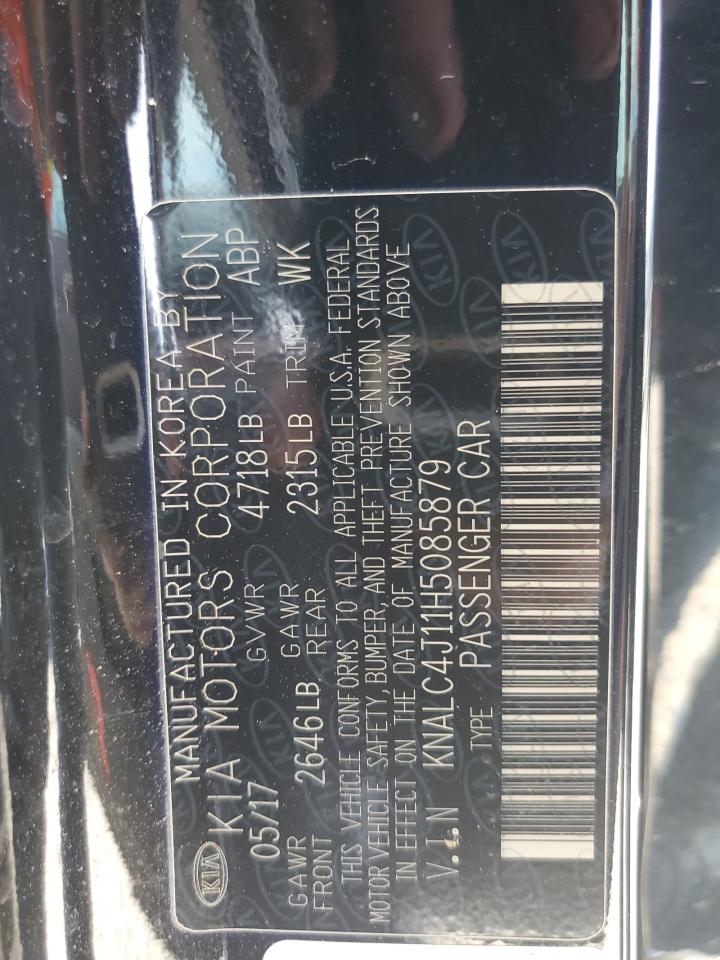 MANUFACTURED IN KOREA BY
KIA KIA MOTORS CORPORATION
05/17 GVWR 4718LB PAINT ABP
GAWR FRONT 2646LB GAWR REAR 2315LB TRIM WK
THIS VEHICLE CONFORMS TO ALL APPLICABLE U.S.A. FEDERAL
MOTOR VEHICLE SAFETY, BUMPER, AND THEFT PREVENTION STANDARDS
IN EFFECT ON THE DATE OF MANUFACTURE SHOWN ABOVE
V.I.N KNALC4J11H5085879
TYPE PASSENGER CAR